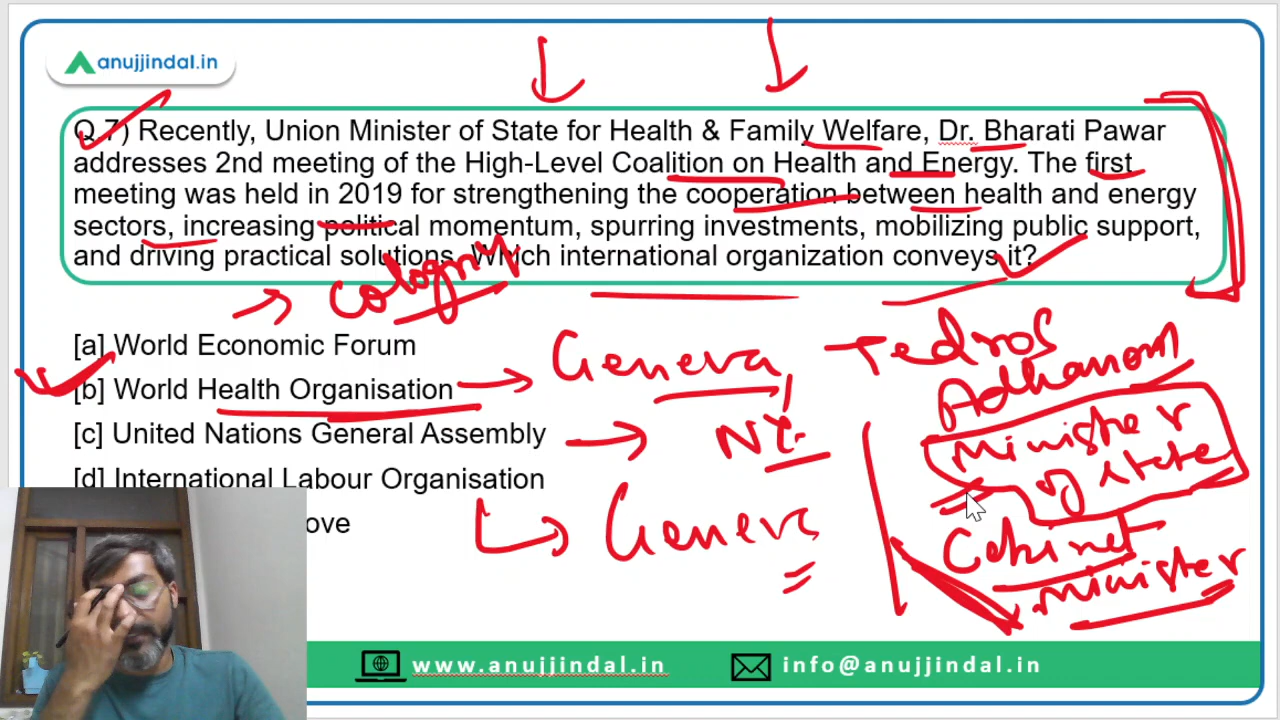 anujjindal.in
Q.7) Recently, Union Minister of State for Health & Family Welfare, Dr. Bharati Pawar
addresses 2nd meeting of the High-Level Coalition on Health and Energy. The first
meeting was held in 2019 for strengthening the cooperation between health and energy
sectors, increasing political momentum, spurring investments, mobilizing public support,
and driving practical solutions. Which international organization conveys it?
Cologny
[a] World Economic Forum
[b] World Health Organisation
Geneva,
Tedros
Adhanom
[c] United Nations General Assembly
NY.
Minister
of state
[d] International Labour Organisation
Geneva
ove
Cabinet
Minister
www.anujjindal.in
info@anujjindal.in